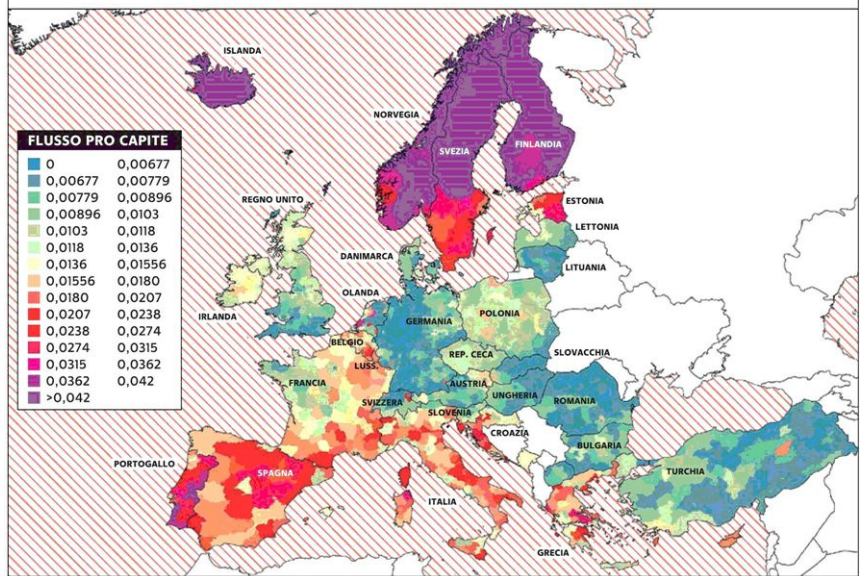 ISLANDA
NORVEGIA
FLUSSO PRO CAPITE
0 0,00677
0,00677 0,00779
0,00779 0,00896
0,00896 0,0103
0,0103 0,0118
0,0118 0,0136
0,0136 0,01556
0,01556 0,0180
0,0180 0,0207
0,0207 0,0238
0,0238 0,0274
0,0274 0,0315
0,0315 0,0362
0,0362 0,042
>0,042
SVEZIA
FINLANDIA
REGNO UNITO
ESTONIA
LETTONIA
DANIMARCA
LITUANIA
OLANDA
IRLANDA
GERMANIA
POLONIA
BELGIO
REP. CECA
SLOVACCHIA
LUSS.
FRANCIA
AUSTRIA
UNGHERIA
ROMANIA
SVIZZERA
SLOVENIA
CROAZIA
BULGARIA
PORTOGALLO
SPAGNA
TURCHIA
ITALIA
GRECIA